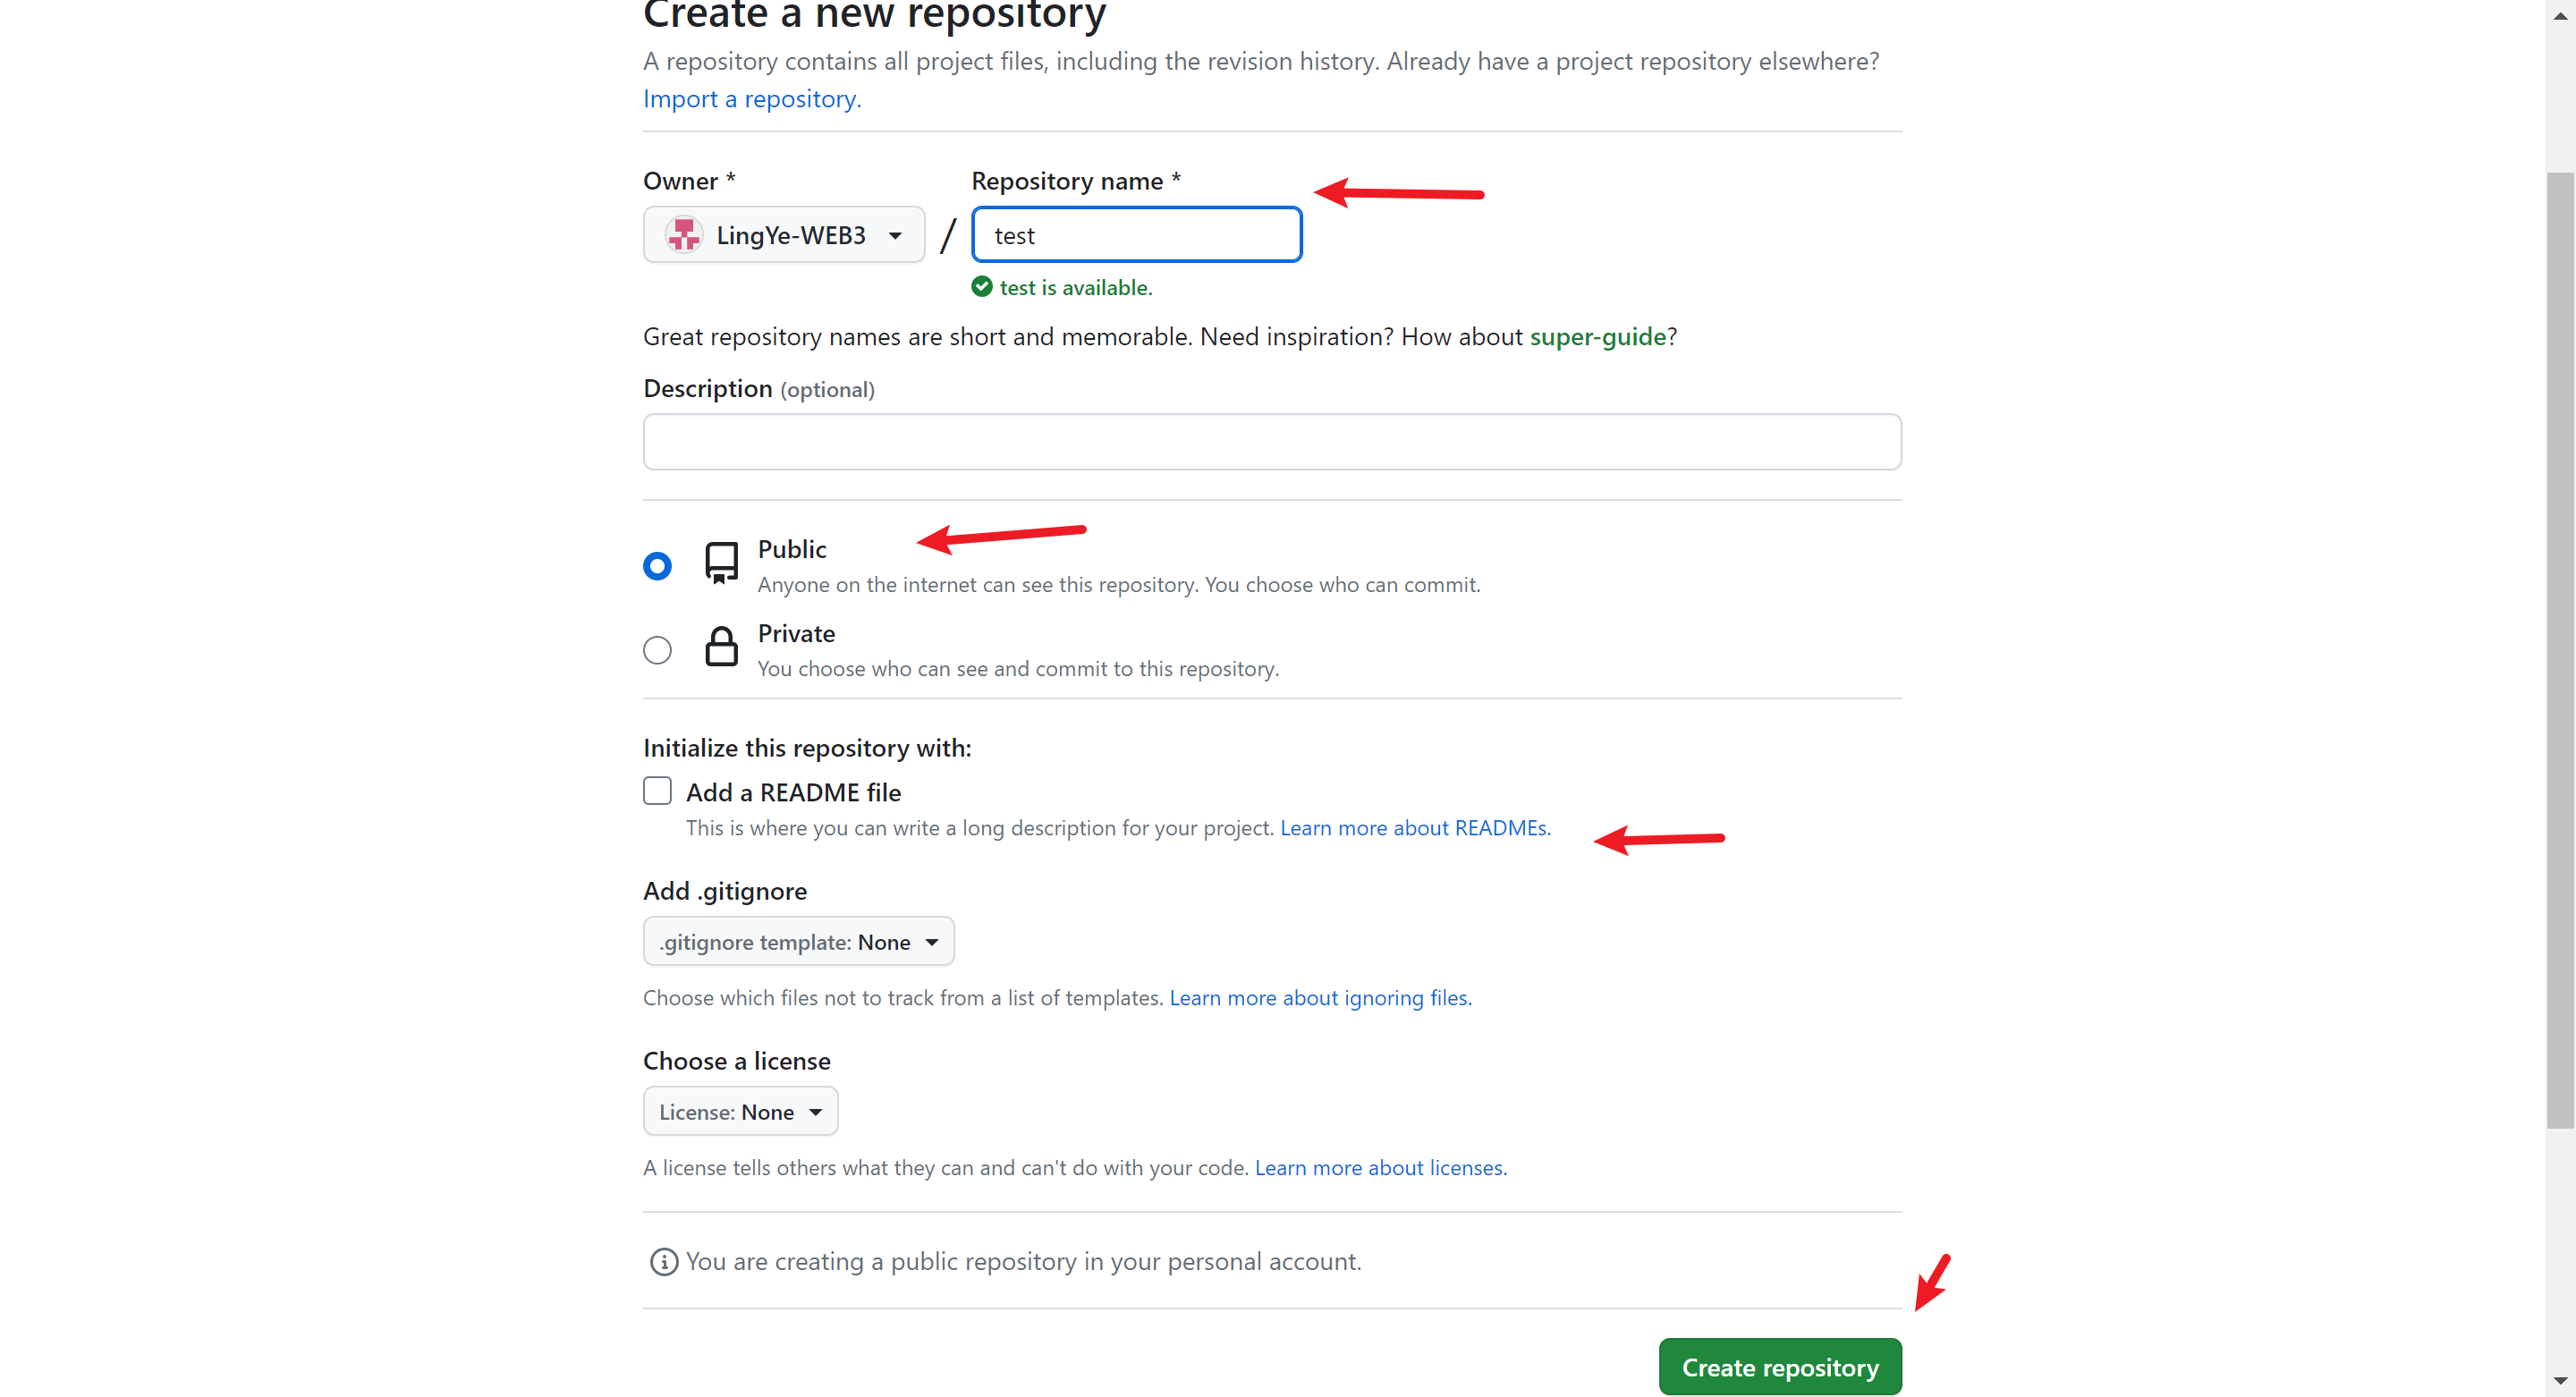 Create a new repository
A repository contains all project files, including the revision history. Already have a project repository elsewhere?
Import a repository.
Owner *
Repository name *
LingYe-WEB3
/
test
test is available.
Great repository names are short and memorable. Need inspiration? How about super-guide?
Description (optional)
Public
Anyone on the internet can see this repository. You choose who can commit.
Private
You choose who can see and commit to this repository.
Initialize this repository with:
Add a README file
This is where you can write a long description for your project. Learn more about READMEs.
Add .gitignore
.gitignore template: None
Choose which files not to track from a list of templates. Learn more about ignoring files.
Choose a license
License: None
A license tells others what they can and can't do with your code. Learn more about licenses.
You are creating a public repository in your personal account.
Create repository